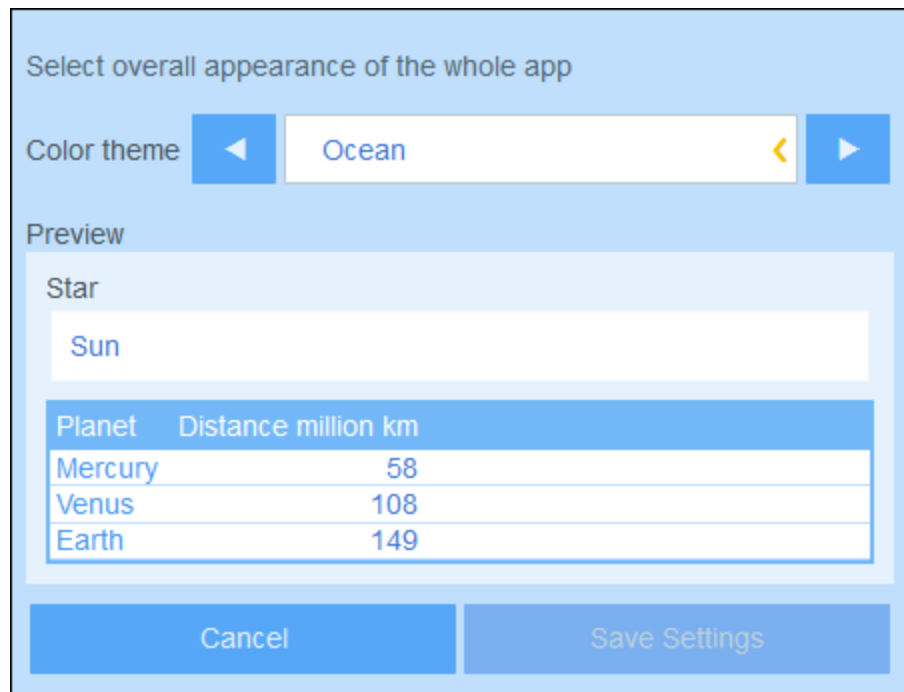 Select overall appearance of the whole app
Color theme
Ocean
Preview
Star
Sun
Planet Distance million km
Mercury 58
Venus 108
Earth 149
Cancel Save Settings